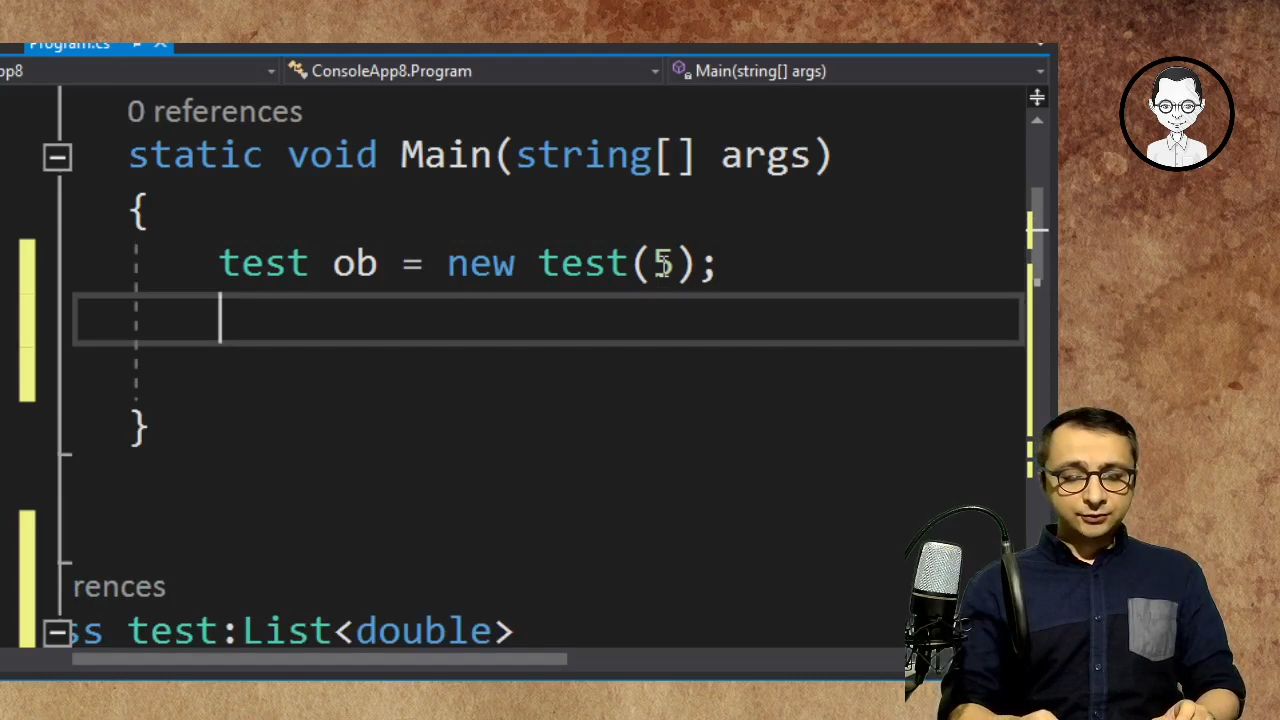 Program.cs
pp8 ConsoleApp8.Program Main(string[] args)
0 references
static void Main(string[] args)
{
test ob = new test(5);
}
rences
ss test:List<double>